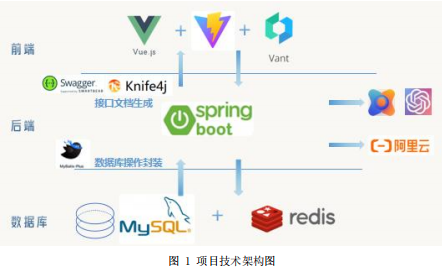 前端
Vue.js
+
+
Vant
Swagger
Knife4j
接口文档生成
后端
spring
boot
阿里云
MyBatis-Plus
数据库操作封装
数据库
MySQL
+
redis
图 1 项目技术架构图